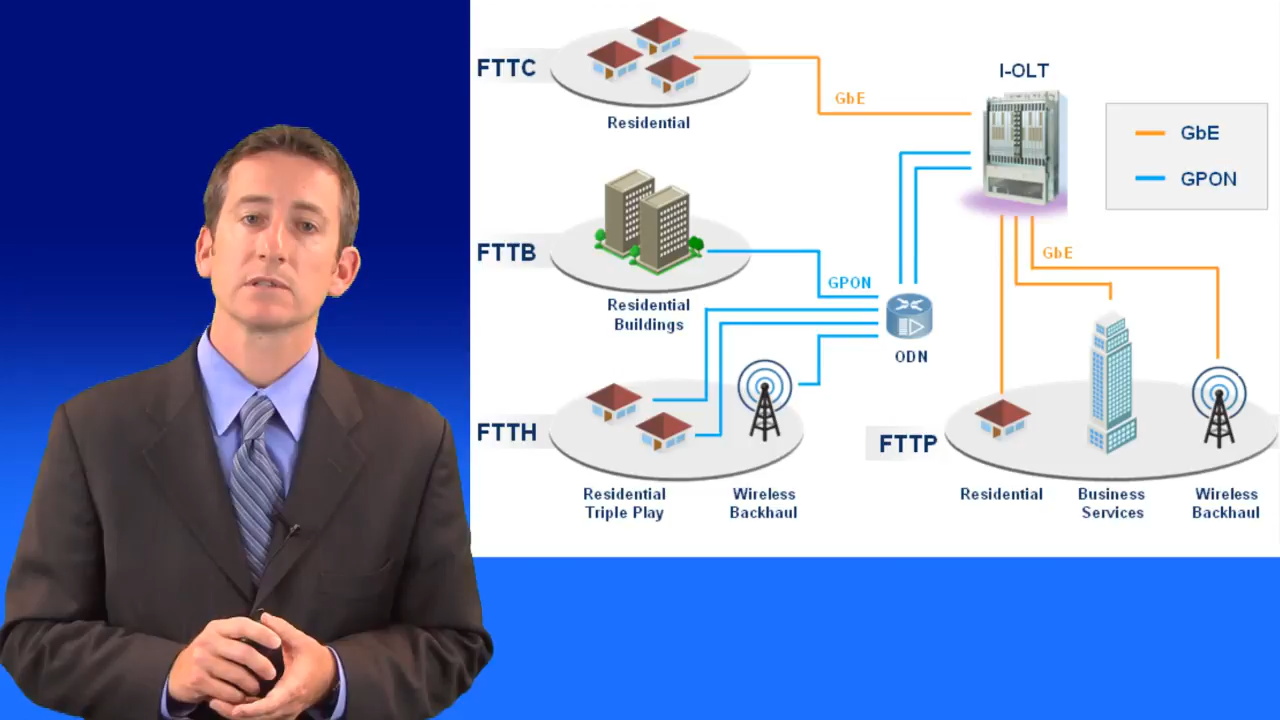 FTTC
Residential
GbE
I-OLT
GbE
GPON
FTTB
Residential
Buildings
GPON
GbE
ODN
FTTH
Residential
Triple Play
Wireless
Backhaul
FTTP
Residential
Business
Services
Wireless
Backhaul